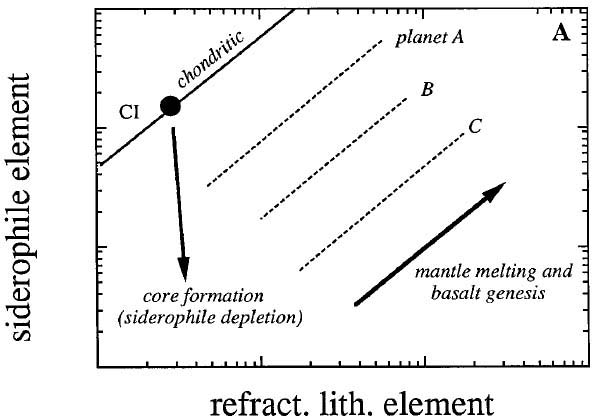 A
planet A
chondritic
B
CI
C
siderophile element
mantle melting and
basalt genesis
core formation
(siderophile depletion)
refract. lith. element